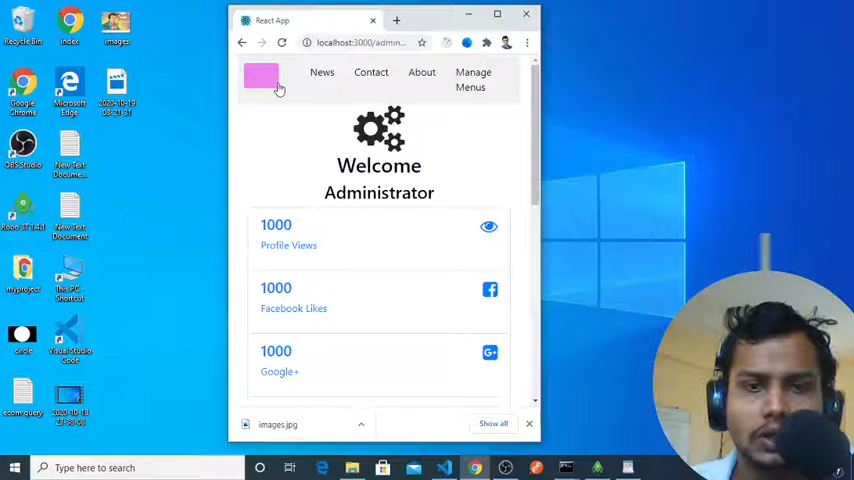 Recycle Bin
index
images
Google
Chrome
Microsoft
Edge
2020-10-19
08-21-31
OBS Studio
New Text
Docume...
Robo 3T 1.4.1
New Text
Document
myproject
This PC -
Shortcut
circle
Visual Studio
Code
ecom query
2020-10-18
23-38-08
React App
localhost:3000/admin...
News
Contact
About
Manage
Menus
Welcome
Administrator
1000
Profile Views
1000
Facebook Likes
1000
Google+
images.jpg
Show all
Type here to search